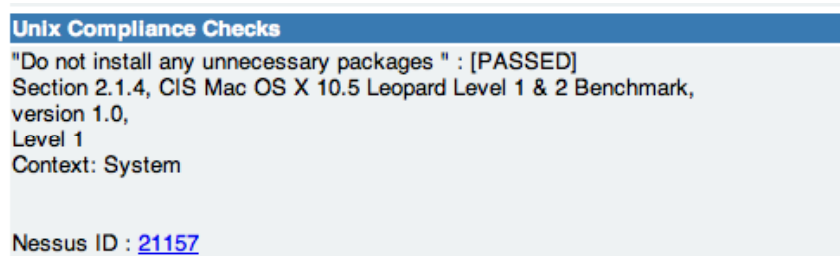 Unix Compliance Checks
"Do not install any unnecessary packages " : [PASSED]
Section 2.1.4, CIS Mac OS X 10.5 Leopard Level 1 & 2 Benchmark,
version 1.0,
Level 1
Context: System
Nessus ID : 21157